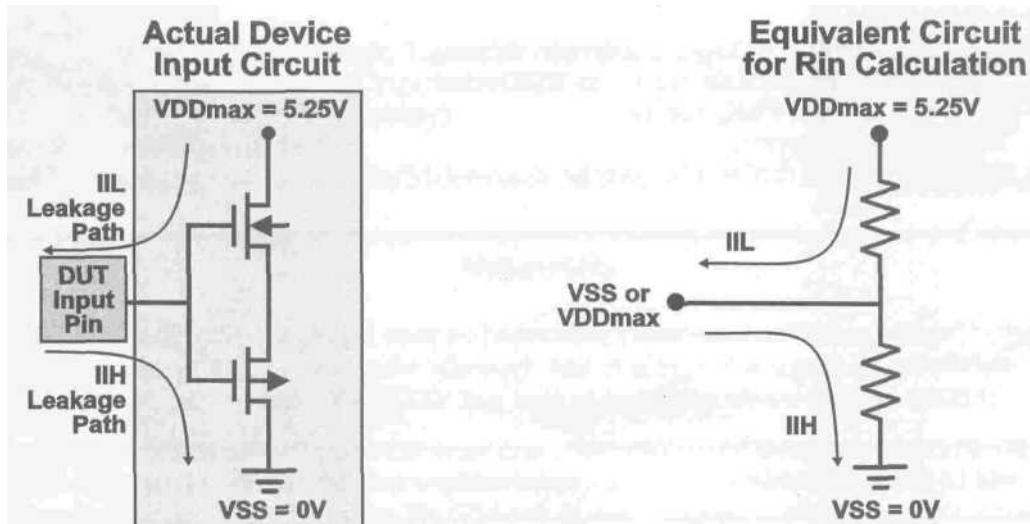 Actual Device
Input Circuit
VDDmax = 5.25V
IIL
Leakage
Path
DUT
Input
Pin
IIH
Leakage
Path
VSS = 0V
Equivalent Circuit
for Rin Calculation
VDDmax = 5.25V
IIL
VSS or
VDDmax
IIH
VSS = 0V